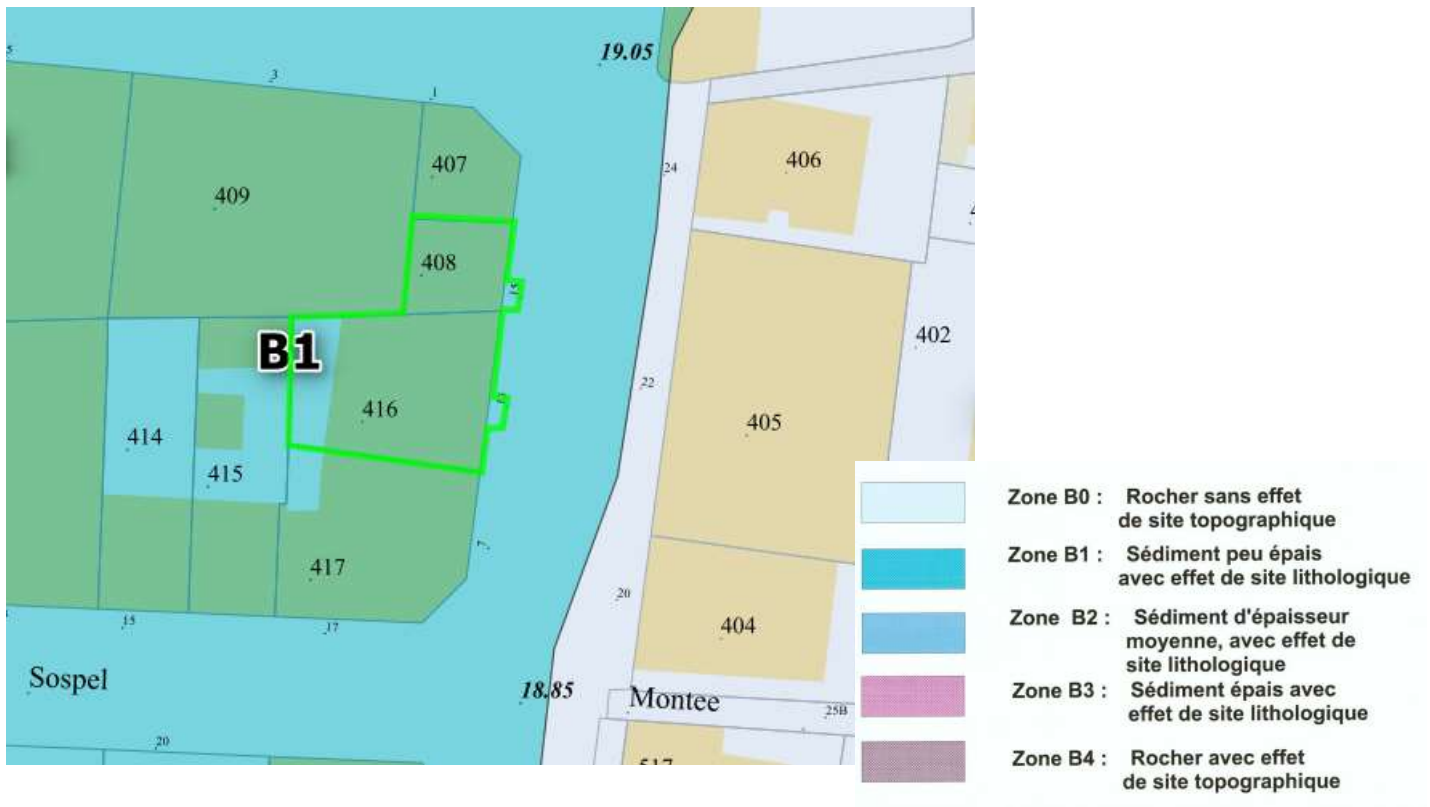 3
1
19.05
407
24
406
409
408
15
402
B1
22
416
405
414
415
7
417
20
404
15
17
Sospel
18.85
Montee
25B
20
Zone B0 : Rocher sans effet
de site topographique
Zone B1 : Sédiment peu épais
avec effet de site lithologique
Zone B2 : Sédiment d'épaisseur
moyenne, avec effet de
site lithologique
Zone B3 : Sédiment épais avec
effet de site lithologique
Zone B4 : Rocher avec effet
de site topographique